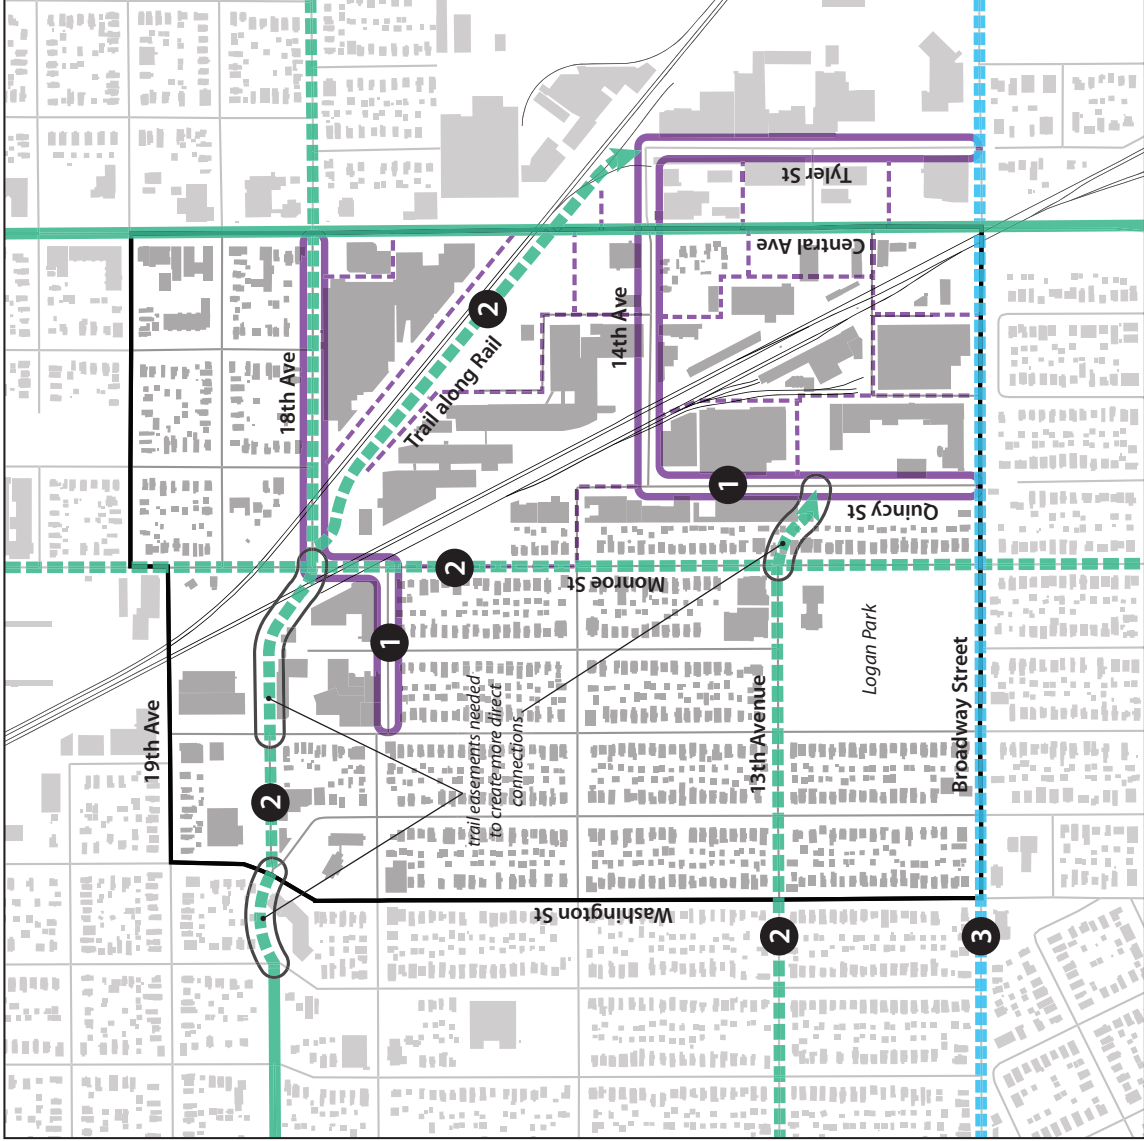 19th Ave
2
18th Ave
1
2
trail easements needed
to create more direct
connections
Trail along Rail
2
Washington St
Monroe St
14th Ave
1
13th Avenue
2
Central Ave
Tyler St
Logan Park
Quincy St
Broadway Street
3